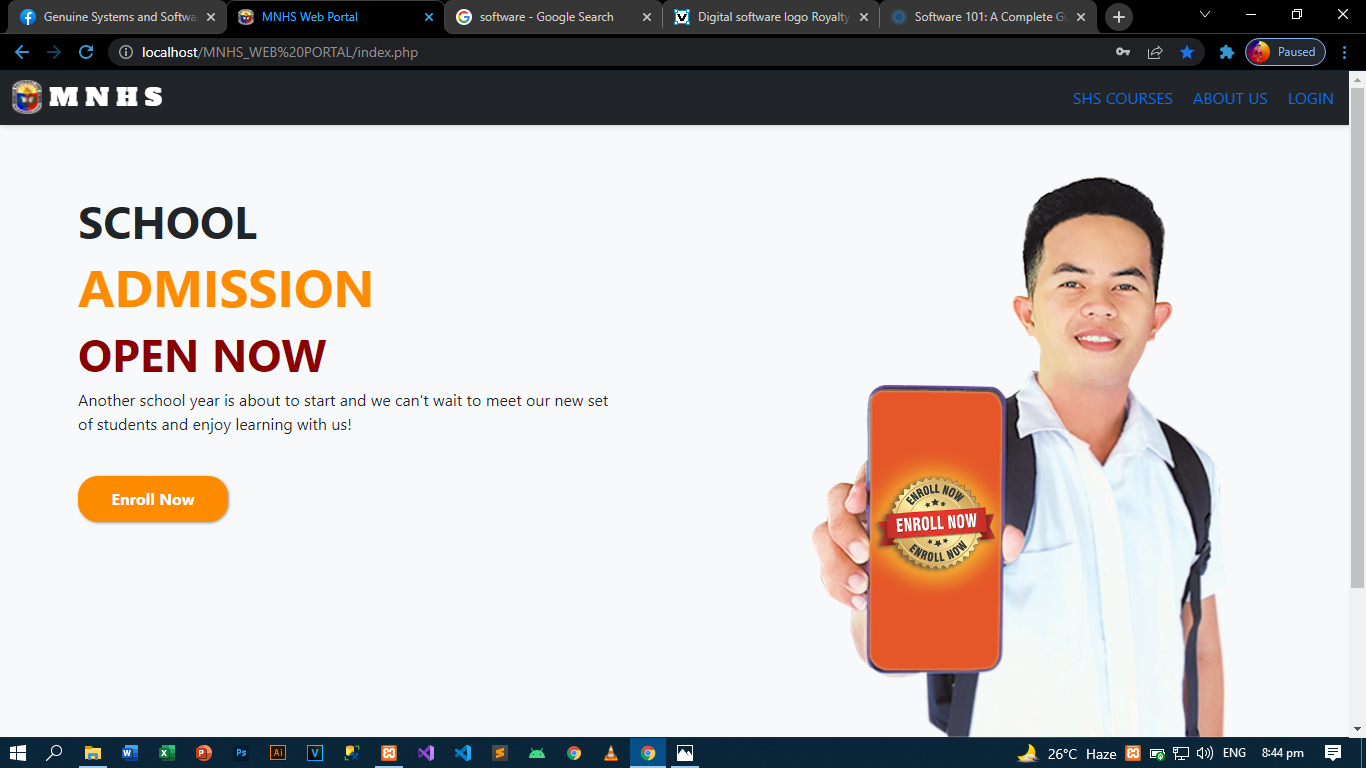 Genuine Systems and Softwa
MNHS Web Portal
software - Google Search
Digital software logo Royalty
Software 101: A Complete Gu
localhost/MNHS_WEB%20PORTAL/index.php
Paused
MNHS
SHS COURSES
ABOUT US
LOGIN
SCHOOL
ADMISSION
OPEN NOW
Another school year is about to start and we can't wait to meet our new set
of students and enjoy learning with us!
Enroll Now
ENROLL NOW
ENROLL NOW
ENROLL NOW
26°C Haze
ENG
8:44 pm